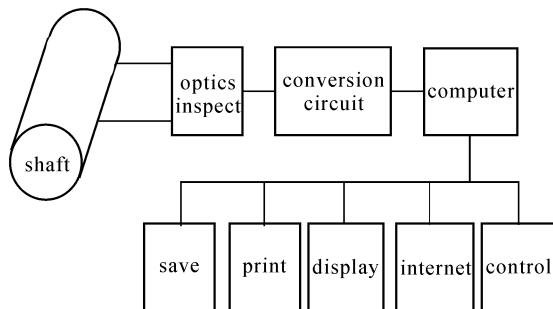 optics
inspect
conversion
circuit
computer
shaft
save
print
display
internet
control